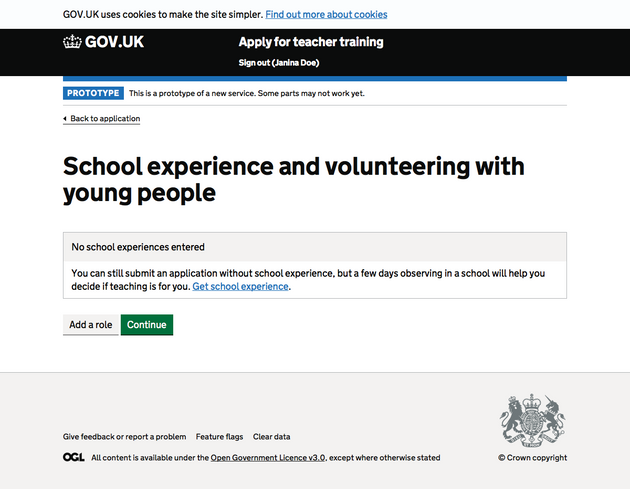 GOV.UK uses cookies to make the site simpler. Find out more about cookies
GOV.UK
Apply for teacher training
Sign out (Janina Doe)
PROTOTYPE This is a prototype of a new service. Some parts may not work yet.
Back to application
School experience and volunteering with
young people
No school experiences entered
You can still submit an application without school experience, but a few days observing in a school will help you
decide if teaching is for you. Get school experience.
Add a role Continue
Give feedback or report a problem Feature flags Clear data
OGL All content is available under the Open Government Licence v3.0, except where otherwise stated
© Crown copyright